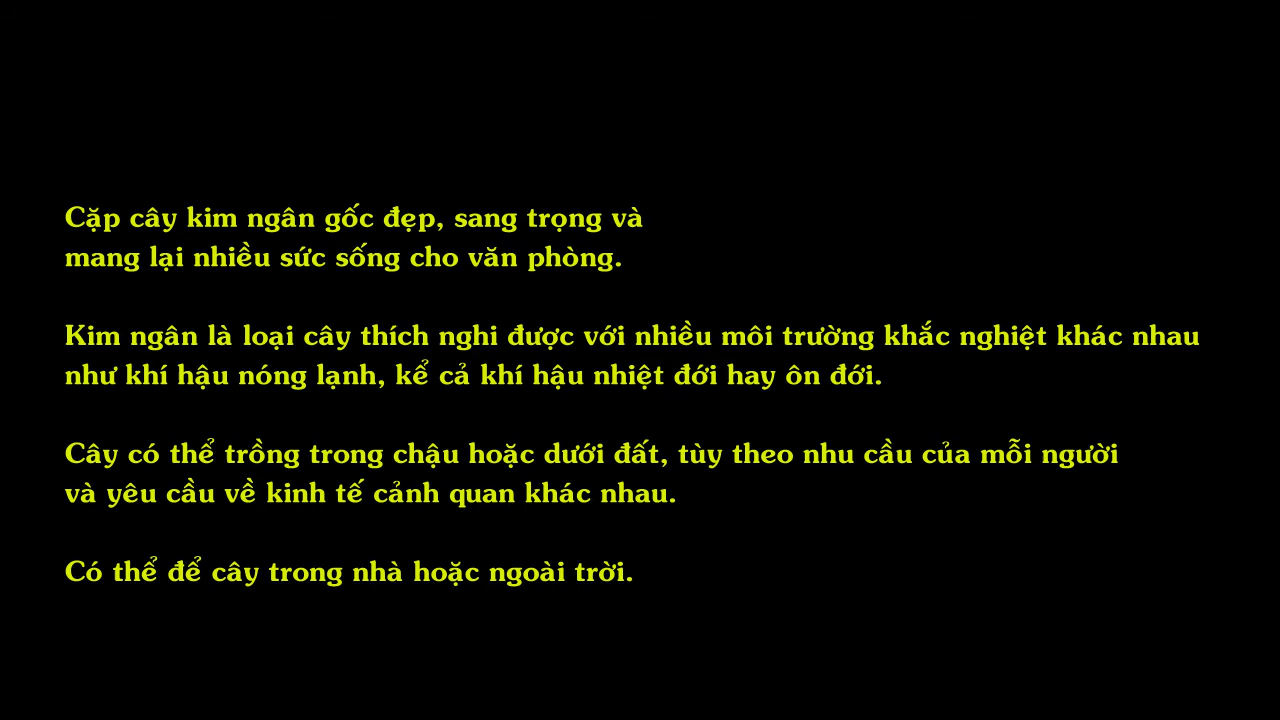 Cặp cây kim ngân gốc đẹp, sang trọng và
mang lại nhiều sức sống cho văn phòng.
Kim ngân là loại cây thích nghi được với nhiều môi trường khắc nghiệt khác nhau
như khí hậu nóng lạnh, kể cả khí hậu nhiệt đới hay ôn đới.
Cây có thể trồng trong chậu hoặc dưới đất, tùy theo nhu cầu của mỗi người
và yêu cầu về kinh tế cảnh quan khác nhau.
Có thể để cây trong nhà hoặc ngoài trời.